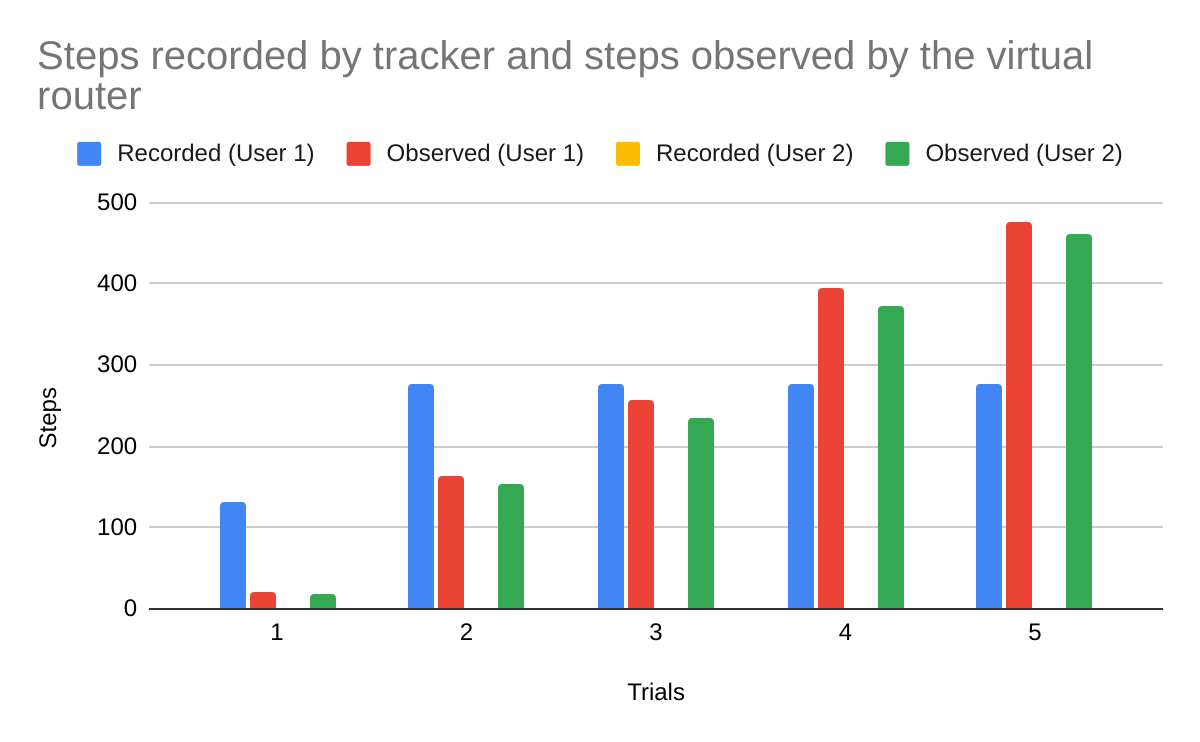 Steps recorded by tracker and steps observed by the virtual
router
Recorded (User 1) Observed (User 1) Recorded (User 2) Observed (User 2)
500
400
300
200
100
0
Steps
1 2 3 4 5
Trials